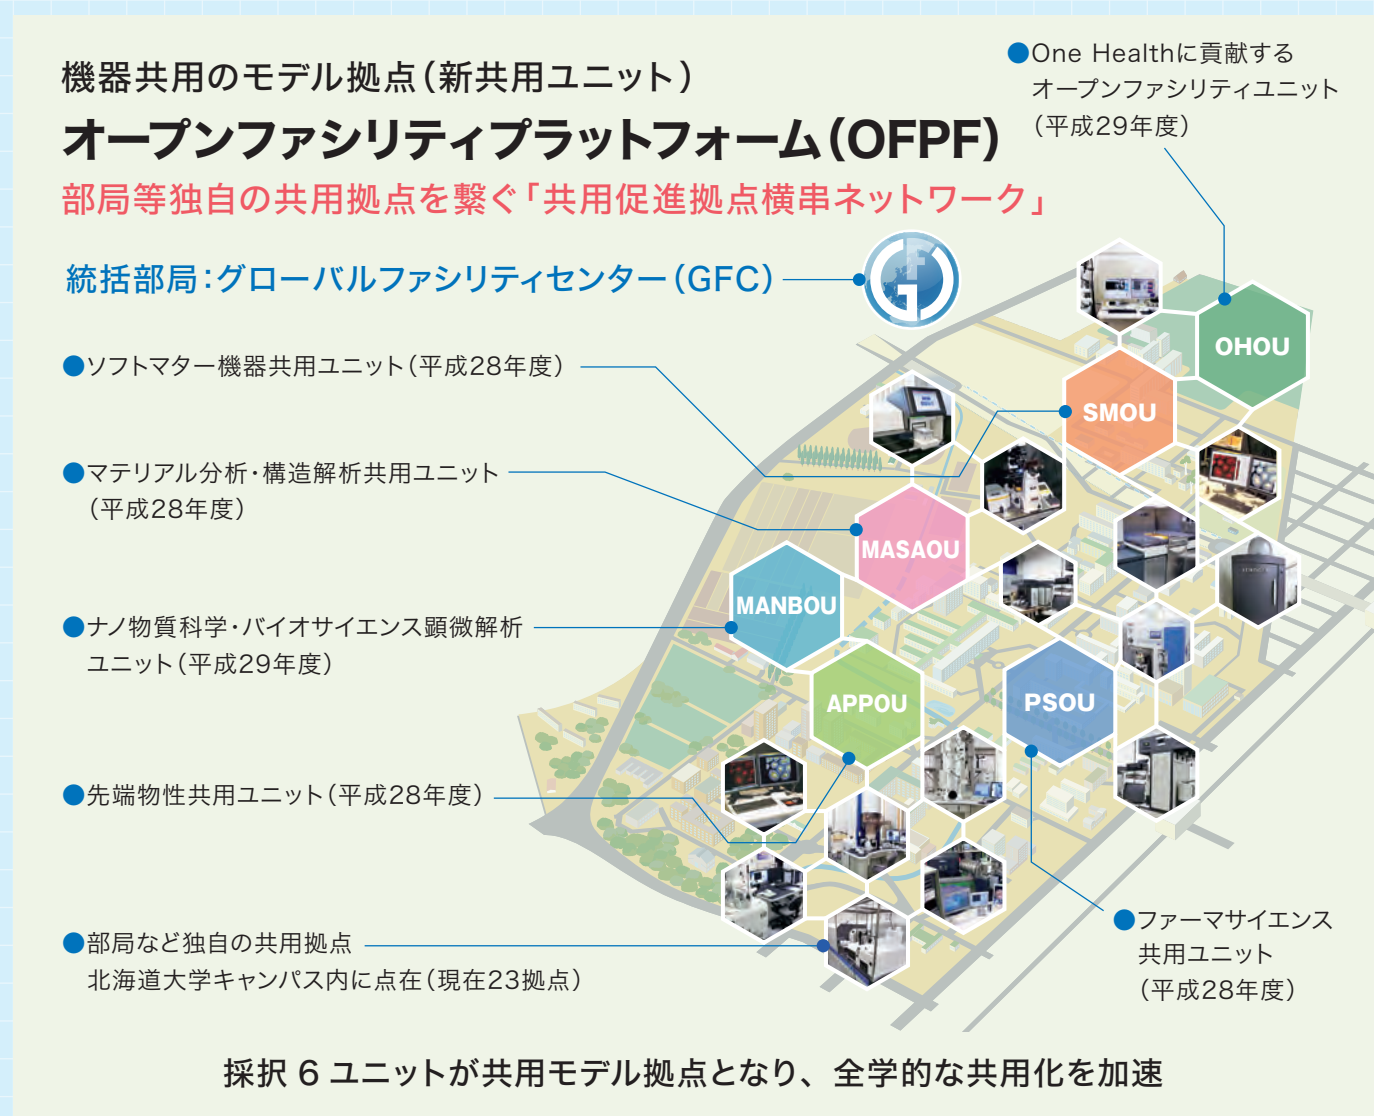 機器共用のモデル拠点（新共用ユニット）
オープンファシリティプラットフォーム（OFPF）
部局等独自の共用拠点を繋ぐ「共用促進拠点横串ネットワーク」
統括部局：グローバルファシリティセンター（GFC）
●One Healthに貢献する
オープンファシリティユニット
（平成29年度）
●ソフトマター機器共用ユニット（平成28年度）
●マテリアル分析・構造解析共用ユニット
（平成28年度）
●ナノ物質科学・バイオサイエンス顕微解析
ユニット（平成29年度）
●先端物性共用ユニット（平成28年度）
●部局など独自の共用拠点
北海道大学キャンパス内に点在（現在23拠点）
OHOU
SMOU
MASAOU
MANBOU
APPOU
PSOU
●ファーマサイエンス
共用ユニット
（平成28年度）
採択 6 ユニットが共用モデル拠点となり、全学的な共用化を加速